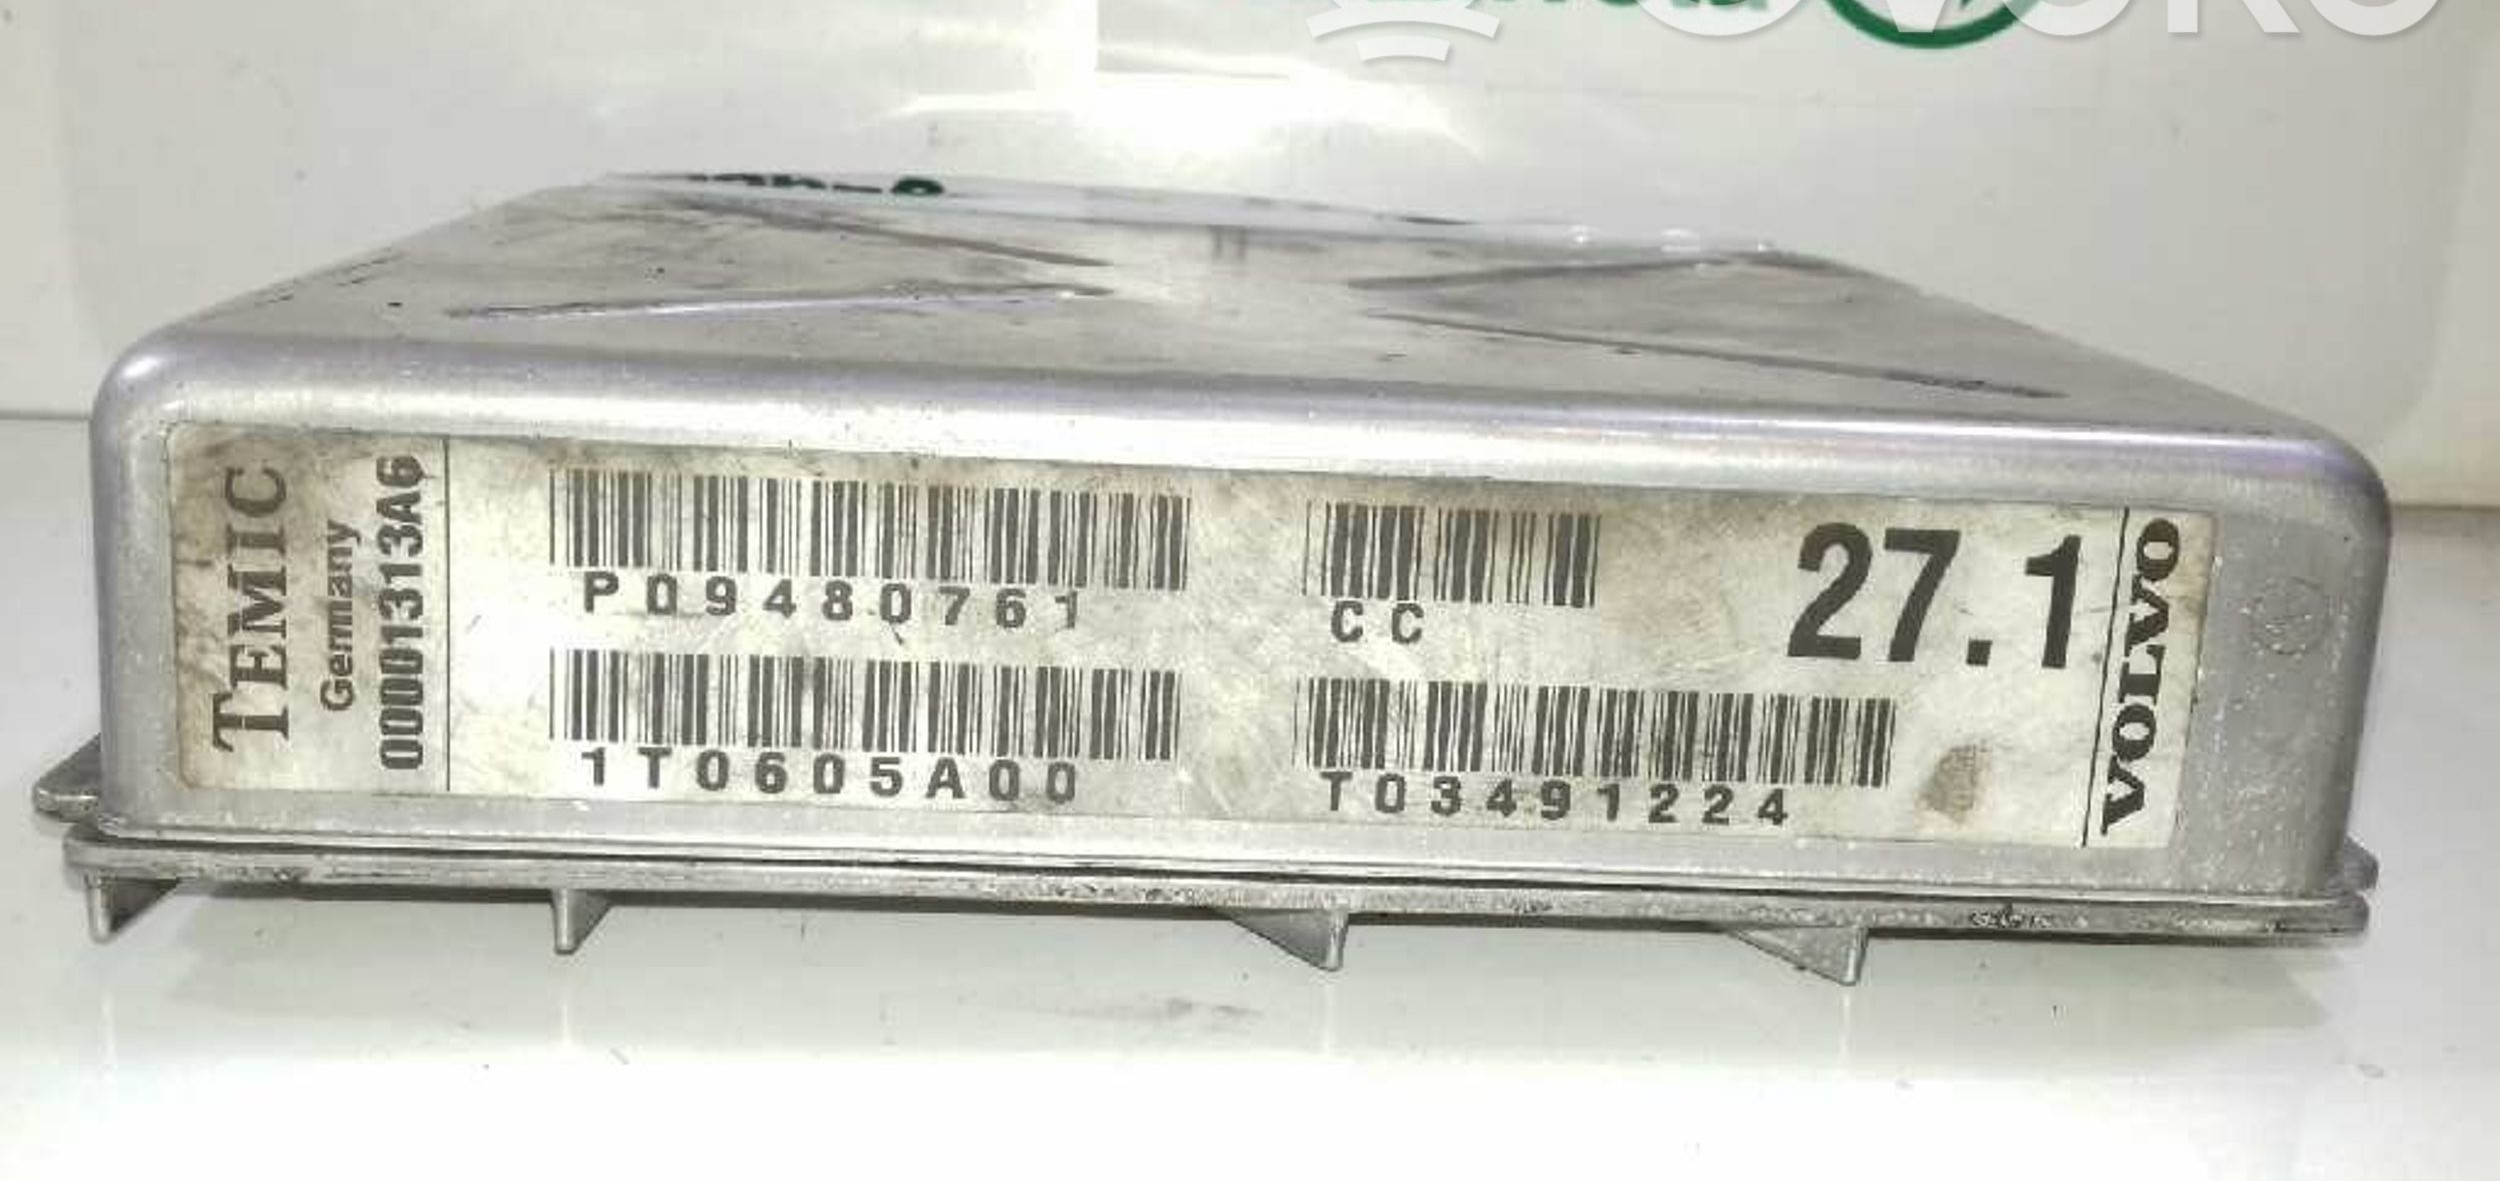 TEMIC
Germany
00001313A6
P09480761
CC
27.1
1T0605A00
T03491224
VOLVO